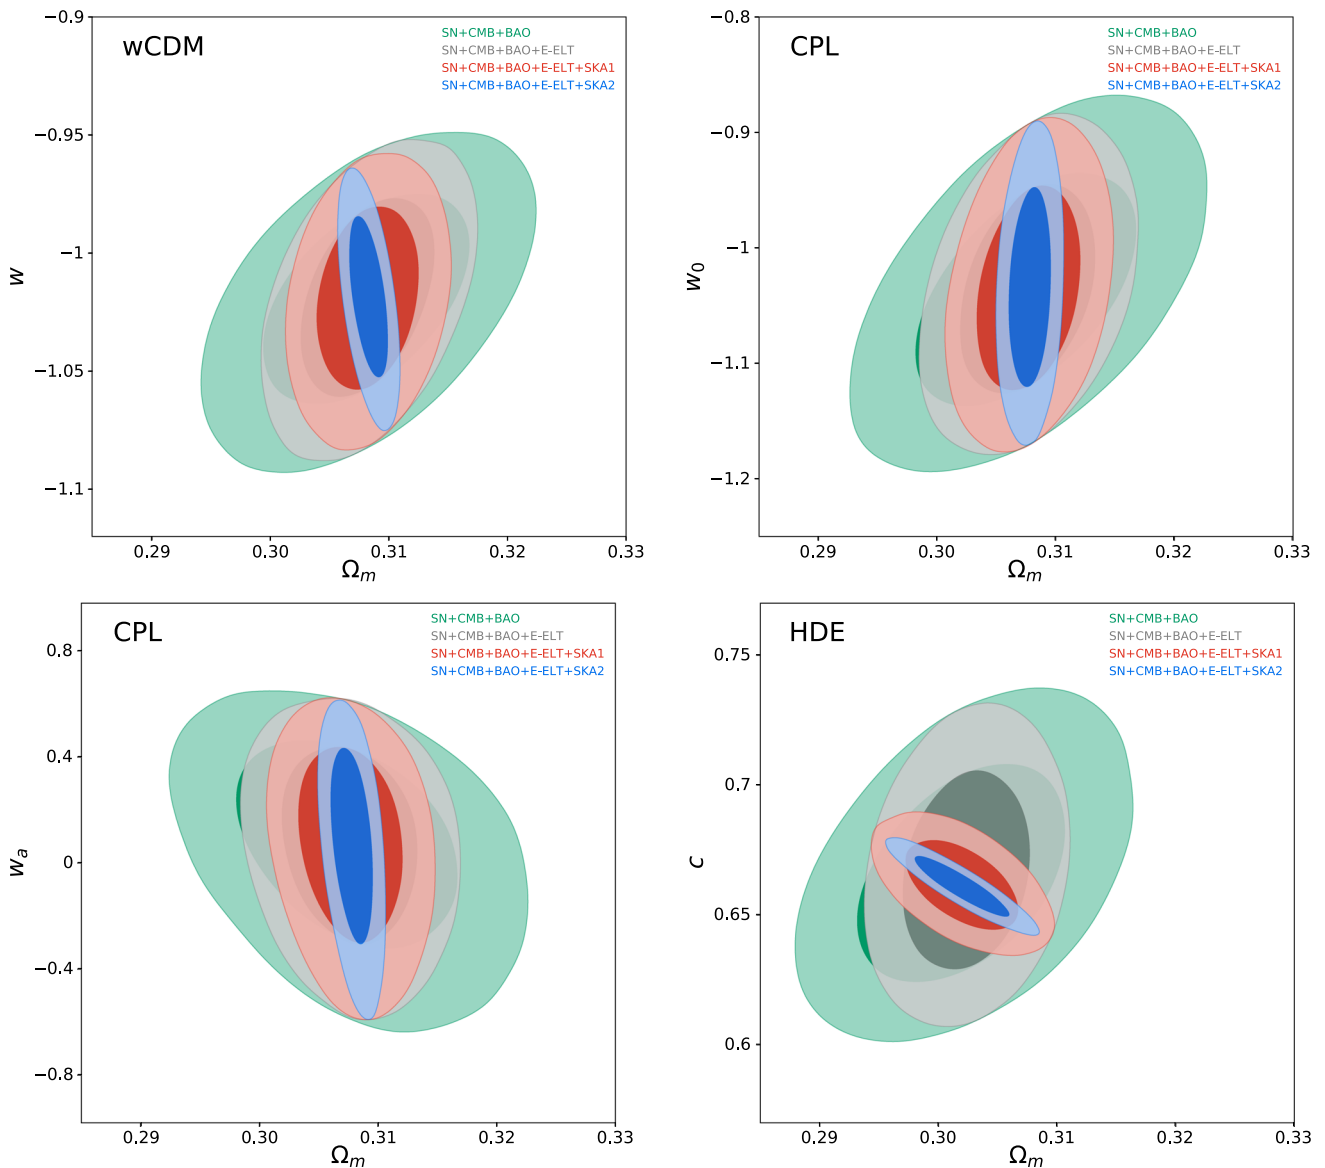 wCDM
SN+CMB+BAO
SN+CMB+BAO+E-ELT
SN+CMB+BAO+E-ELT+SKA1
SN+CMB+BAO+E-ELT+SKA2
−0.9
−0.95
−1
−1.05
−1.1
w
0.29 0.30 0.31 0.32 0.33
Ωm
CPL
SN+CMB+BAO
SN+CMB+BAO+E-ELT
SN+CMB+BAO+E-ELT+SKA1
SN+CMB+BAO+E-ELT+SKA2
−0.8
−0.9
−1
−1.1
−1.2
w0
0.29 0.30 0.31 0.32 0.33
Ωm
CPL
SN+CMB+BAO
SN+CMB+BAO+E-ELT
SN+CMB+BAO+E-ELT+SKA1
SN+CMB+BAO+E-ELT+SKA2
0.8
0.4
0
−0.4
−0.8
wa
0.29 0.30 0.31 0.32 0.33
Ωm
HDE
SN+CMB+BAO
SN+CMB+BAO+E-ELT
SN+CMB+BAO+E-ELT+SKA1
SN+CMB+BAO+E-ELT+SKA2
0.75
0.7
0.65
0.6
c
0.29 0.30 0.31 0.32 0.33
Ωm